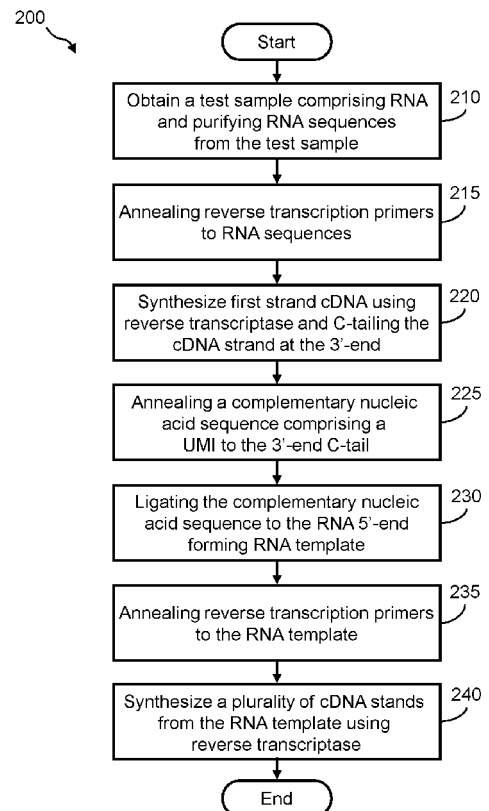 200
Start
Obtain a test sample comprising RNA
and purifying RNA sequences
from the test sample
210
Annealing reverse transcription primers
to RNA sequences
215
Synthesize first strand cDNA using
reverse transcriptase and C-tailing the
cDNA strand at the 3'-end
220
Annealing a complementary nucleic
acid sequence comprising a
UMI to the 3'-end C-tail
225
Ligating the complementary nucleic
acid sequence to the RNA 5'-end
forming RNA template
230
Annealing reverse transcription primers
to the RNA template
235
Synthesize a plurality of cDNA stands
from the RNA template using
reverse transcriptase
240
End